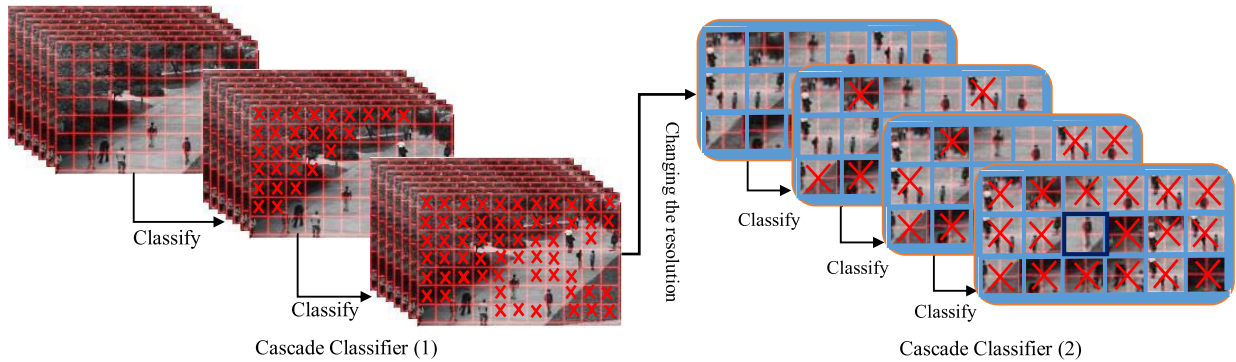 Classify
Classify
Cascade Classifier (1)
Changing the resolution
Classify
Classify
Classify
Cascade Classifier (2)